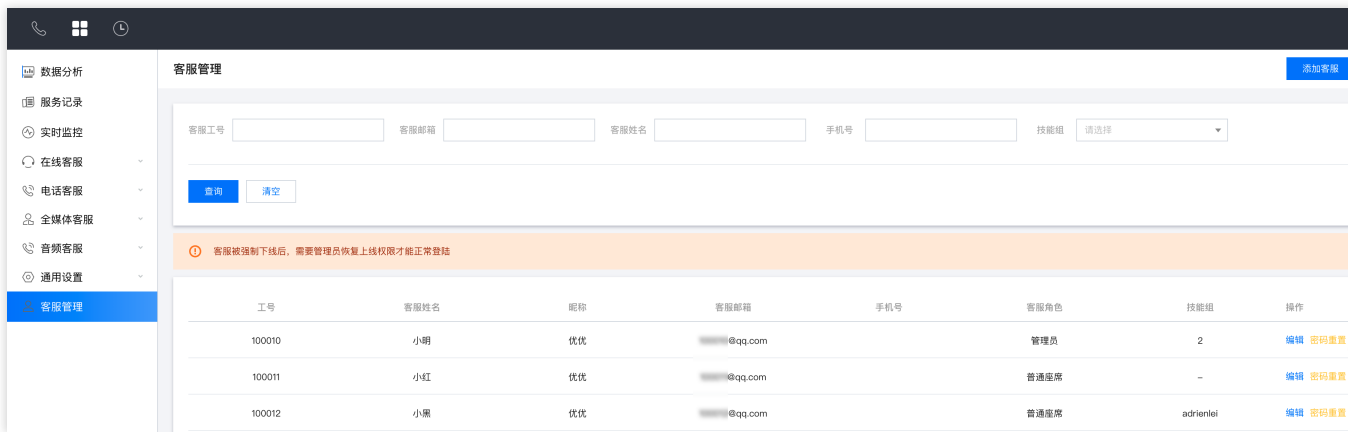 客服管理
添加客服
数据分析
服务记录
实时监控
在线客服
电话客服
全媒体客服
音频客服
通用设置
客服管理
客服工号 客服邮箱 客服姓名 手机号 技能组 请选择
查询 清空
客服被强制下线后，需要管理员恢复上线权限才能正常登陆
工号 客服姓名 昵称 客服邮箱 手机号 客服角色 技能组 操作
100010 小明 优优 @qq.com 管理员 2 编辑 密码重置
100011 小红 优优 @qq.com 普通座席 – 编辑 密码重置
100012 小黑 优优 @qq.com 普通座席 adrienlei 编辑 密码重置